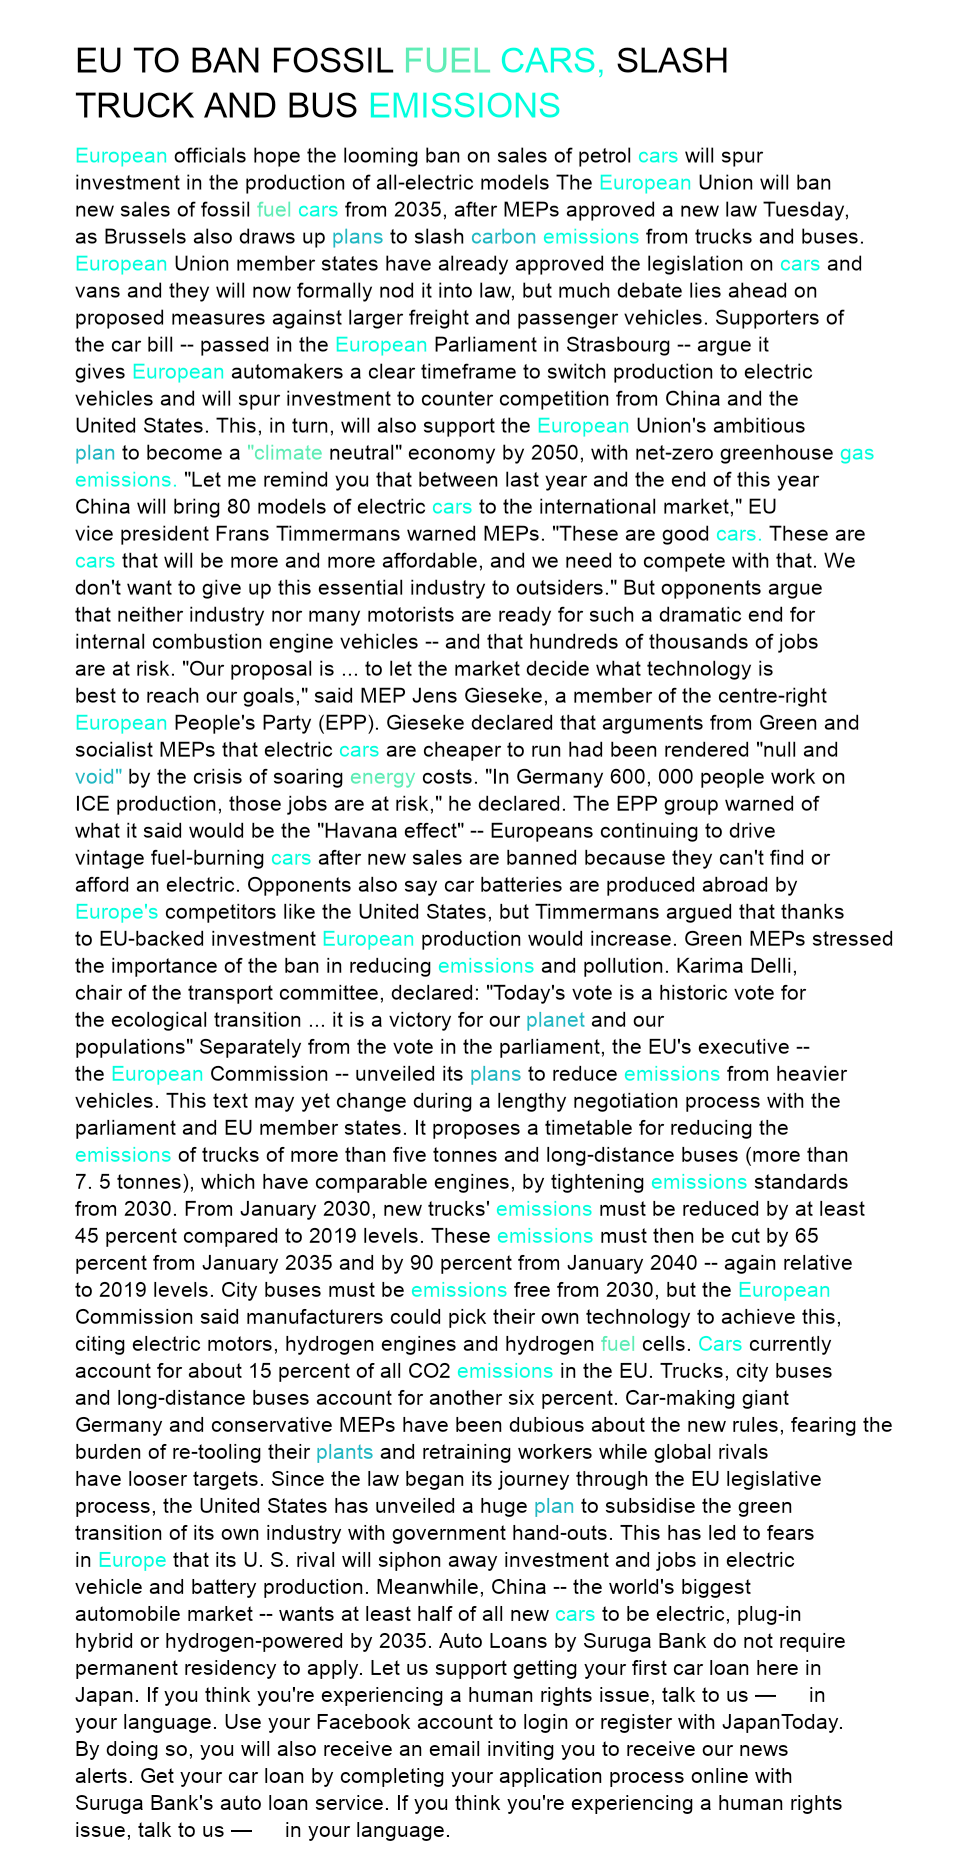 EU TO BAN FOSSIL FUEL CARS, SLASH
TRUCK AND BUS EMISSIONS
European officials hope the looming ban on sales of petrol cars will spur
investment in the production of all-electric models The European Union will ban
new sales of fossil fuel cars from 2035, after MEPs approved a new law Tuesday,
as Brussels also draws up plans to slash carbon emissions from trucks and buses.
European Union member states have already approved the legislation on cars and
vans and they will now formally nod it into law, but much debate lies ahead on
proposed measures against larger freight and passenger vehicles. Supporters of
the car bill -- passed in the European Parliament in Strasbourg -- argue it
gives European automakers a clear timeframe to switch production to electric
vehicles and will spur investment to counter competition from China and the
United States. This, in turn, will also support the European Union's ambitious
plan to become a "climate neutral" economy by 2050, with net-zero greenhouse gas
emissions. "Let me remind you that between last year and the end of this year
China will bring 80 models of electric cars to the international market," EU
vice president Frans Timmermans warned MEPs. "These are good cars. These are
cars that will be more and more affordable, and we need to compete with that. We
don't want to give up this essential industry to outsiders." But opponents argue
that neither industry nor many motorists are ready for such a dramatic end for
internal combustion engine vehicles -- and that hundreds of thousands of jobs
are at risk. "Our proposal is ... to let the market decide what technology is
best to reach our goals," said MEP Jens Gieseke, a member of the centre-right
European People's Party (EPP). Gieseke declared that arguments from Green and
socialist MEPs that electric cars are cheaper to run had been rendered "null and
void" by the crisis of soaring energy costs. "In Germany 600, 000 people work on
ICE production, those jobs are at risk," he declared. The EPP group warned of
what it said would be the "Havana effect" -- Europeans continuing to drive
vintage fuel-burning cars after new sales are banned because they can't find or
afford an electric. Opponents also say car batteries are produced abroad by
Europe's competitors like the United States, but Timmermans argued that thanks
to EU-backed investment European production would increase. Green MEPs stressed
the importance of the ban in reducing emissions and pollution. Karima Delli,
chair of the transport committee, declared: "Today's vote is a historic vote for
the ecological transition ... it is a victory for our planet and our
populations" Separately from the vote in the parliament, the EU's executive --
the European Commission -- unveiled its plans to reduce emissions from heavier
vehicles. This text may yet change during a lengthy negotiation process with the
parliament and EU member states. It proposes a timetable for reducing the
emissions of trucks of more than five tonnes and long-distance buses (more than
7. 5 tonnes), which have comparable engines, by tightening emissions standards
from 2030. From January 2030, new trucks' emissions must be reduced by at least
45 percent compared to 2019 levels. These emissions must then be cut by 65
percent from January 2035 and by 90 percent from January 2040 -- again relative
to 2019 levels. City buses must be emissions free from 2030, but the European
Commission said manufacturers could pick their own technology to achieve this,
citing electric motors, hydrogen engines and hydrogen fuel cells. Cars currently
account for about 15 percent of all CO2 emissions in the EU. Trucks, city buses
and long-distance buses account for another six percent. Car-making giant
Germany and conservative MEPs have been dubious about the new rules, fearing the
burden of re-tooling their plants and retraining workers while global rivals
have looser targets. Since the law began its journey through the EU legislative
process, the United States has unveiled a huge plan to subsidise the green
transition of its own industry with government hand-outs. This has led to fears
in Europe that its U. S. rival will siphon away investment and jobs in electric
vehicle and battery production. Meanwhile, China -- the world's biggest
automobile market -- wants at least half of all new cars to be electric, plug-in
hybrid or hydrogen-powered by 2035. Auto Loans by Suruga Bank do not require
permanent residency to apply. Let us support getting your first car loan here in
Japan. If you think you're experiencing a human rights issue, talk to us — in
your language. Use your Facebook account to login or register with JapanToday.
By doing so, you will also receive an email inviting you to receive our news
alerts. Get your car loan by completing your application process online with
Suruga Bank's auto loan service. If you think you're experiencing a human rights
issue, talk to us — in your language.